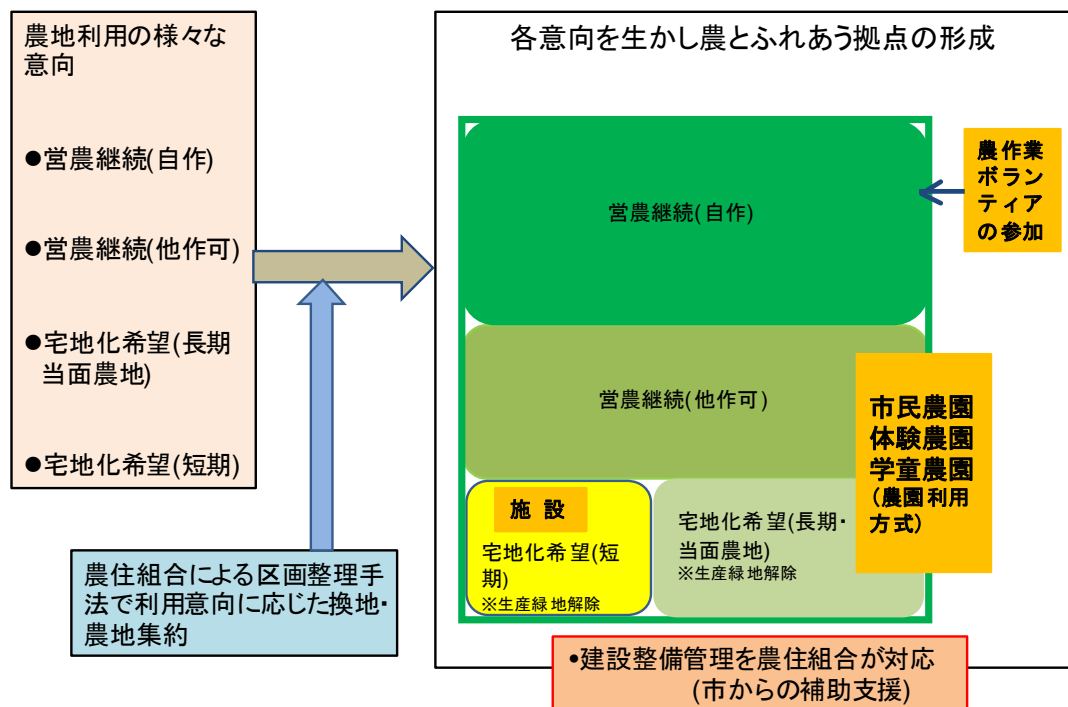 農地利用の様々な
意向
●営農継続(自作)
●営農継続(他作可)
●宅地化希望(長期
当面農地)
●宅地化希望(短期)
農住組合による区画整理手
法で利用意向に応じた換地・
農地集約
各意向を生かし農とふれあう拠点の形成
営農継続(自作)
農作業
ボラン
ティア
の参加
営農継続(他作可)
市民農園
体験農園
学童農園
(農園利用
方式)
施 設
宅地化希望(短
期)
※生産緑地解除
宅地化希望(長期・
当面農地)
※生産緑地解除
•建設整備管理を農住組合が対応
(市からの補助支援)